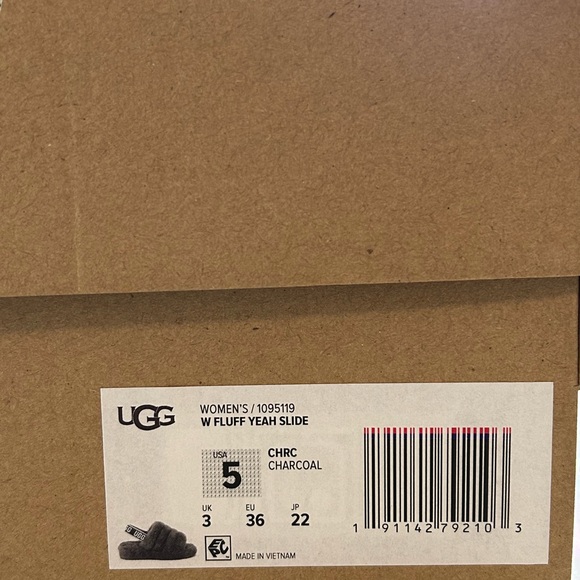 UGG
WOMEN'S / 1095119
W FLUFF YEAH SLIDE
USA
5
CHRC
CHARCOAL
UK EU JP
3 36 22
MADE IN VIETNAM
1 91142 79210 3